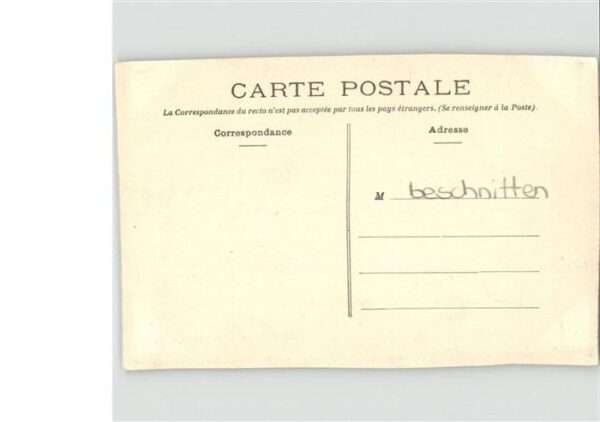 CARTE POSTALE
La Correspondance du recto n'est pas acceptée par tous les pays étrangers. (Se renseigner à la Poste).
Correspondance
Adresse
M beschnitten